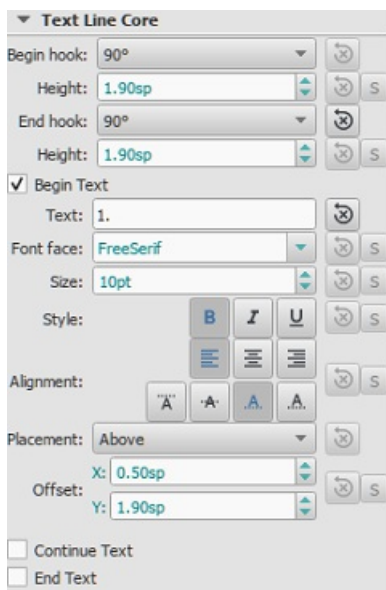 Text Line Core
Begin hook: 90°
Height: 1.90sp S
End hook: 90°
Height: 1.90sp S
Begin Text
Text: 1.
Font face: FreeSerif S
Size: 10pt S
Style: B I U S
Alignment: S
A A A A
Placement: Above
X: 0.50sp
Offset: S
Y: 1.90sp
Continue Text
End Text